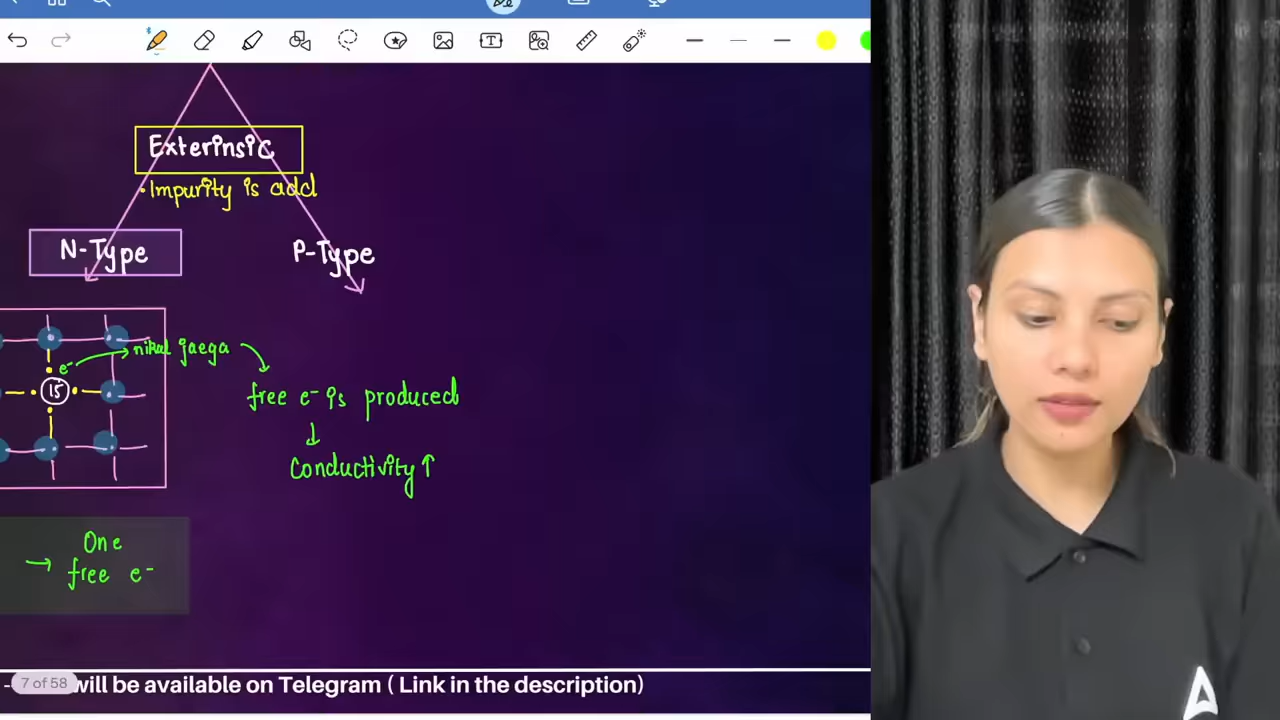 Exterinsic
• Impurity is add
N-Type
P-Type
e-
nikal jaega
15
free e- is produced
↓
Conductivity ↑
One
→ free e-
7 of 58
will be available on Telegram ( Link in the description)